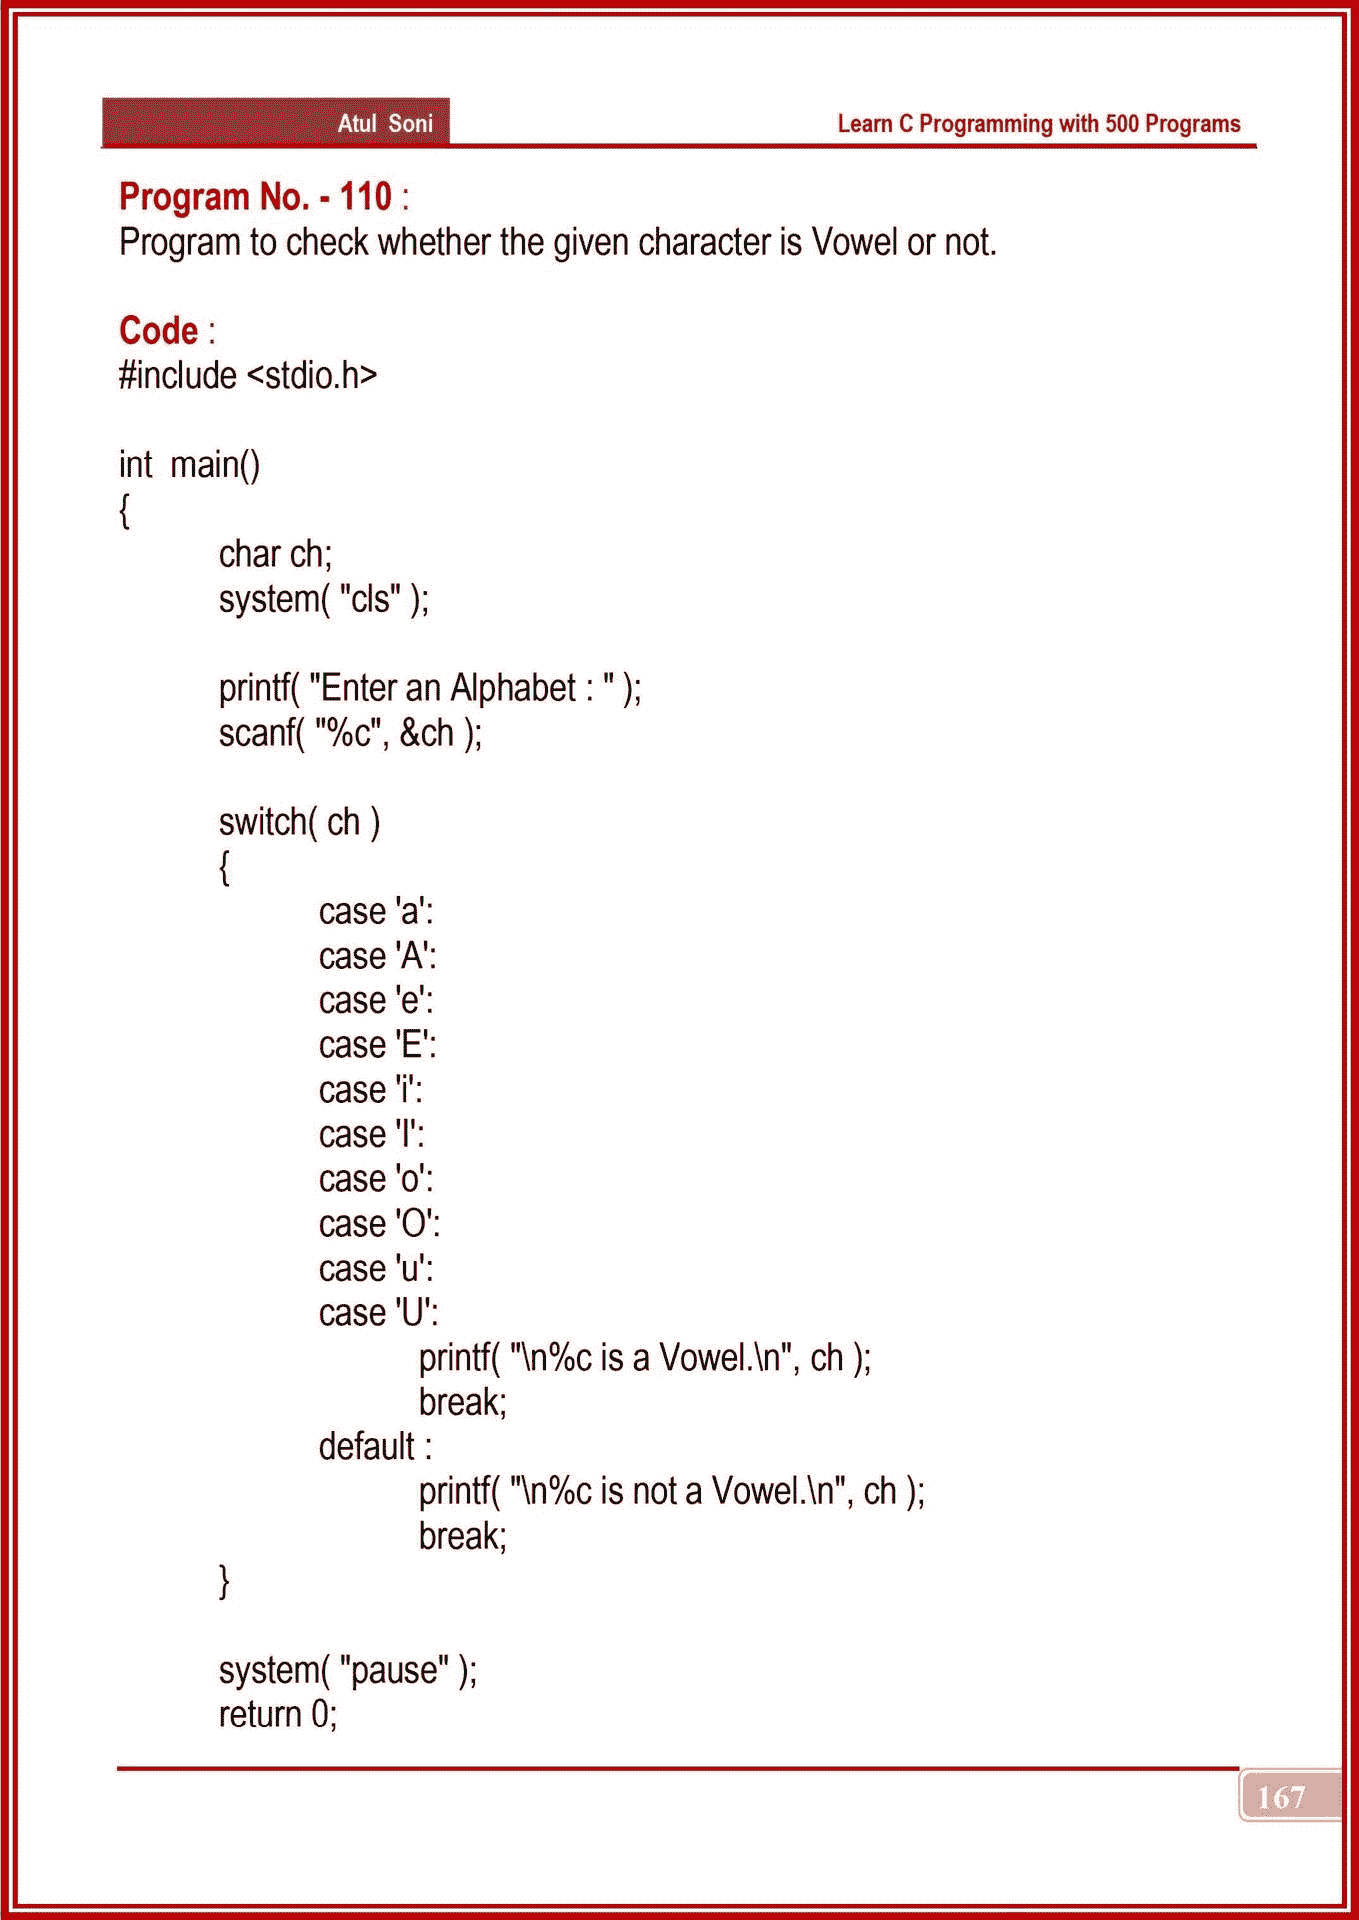 Atul Soni
Learn C Programming with 500 Programs
Program No. - 110 :
Program to check whether the given character is Vowel or not.
Code :
#include <stdio.h>
int main()
{
char ch;
system( "cls" );
printf( "Enter an Alphabet : " );
scanf( "%c", &ch );
switch( ch )
{
case 'a':
case 'A':
case 'e':
case 'E':
case 'i':
case 'I':
case 'o':
case 'O':
case 'u':
case 'U':
printf( "\n%c is a Vowel.\n", ch );
break;
default :
printf( "\n%c is not a Vowel.\n", ch );
break;
}
system( "pause" );
return 0;
167